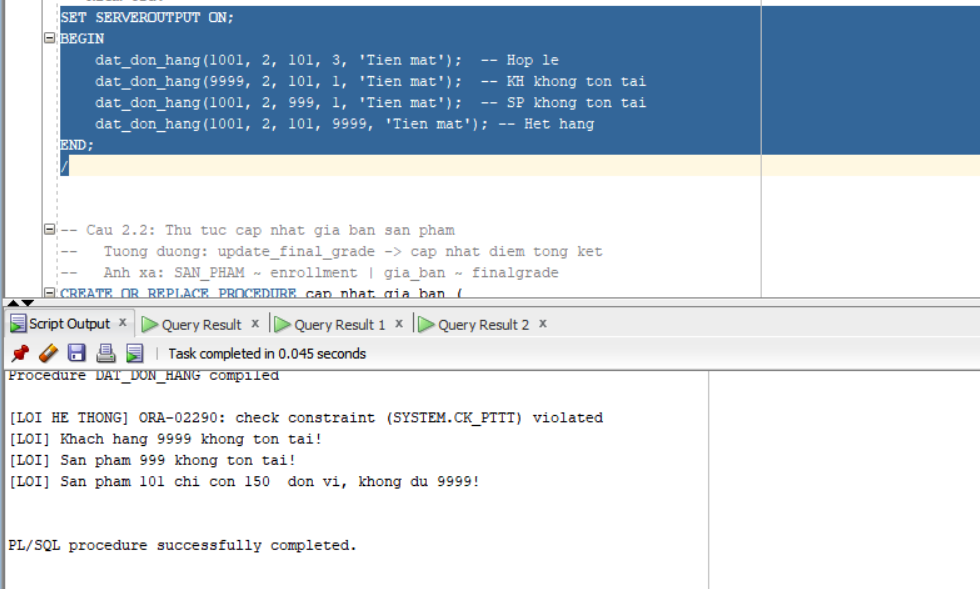 SET SERVEROUTPUT ON;
BEGIN
dat_don_hang(1001, 2, 101, 3, 'Tien mat');  -- Hop le
dat_don_hang(9999, 2, 101, 1, 'Tien mat');  -- KH khong ton tai
dat_don_hang(1001, 2, 999, 1, 'Tien mat');  -- SP khong ton tai
dat_don_hang(1001, 2, 101, 9999, 'Tien mat'); -- Het hang
END;
/
-- Cau 2.2: Thu tuc cap nhat gia ban san pham
--   Tuong duong: update_final_grade -> cap nhat diem tong ket
--   Anh xa: SAN_PHAM ~ enrollment | gia_ban ~ finalgrade
CREATE OR REPLACE PROCEDURE cap_nhat_gia_ban (
Script Output x Query Result x Query Result 1 x Query Result 2 x
Task completed in 0.045 seconds
Procedure DAT_DON_HANG compiled
[LOI HE THONG] ORA-02290: check constraint (SYSTEM.CK_PTTT) violated
[LOI] Khach hang 9999 khong ton tai!
[LOI] San pham 999 khong ton tai!
[LOI] San pham 101 chi con 150  don vi, khong du 9999!
PL/SQL procedure successfully completed.